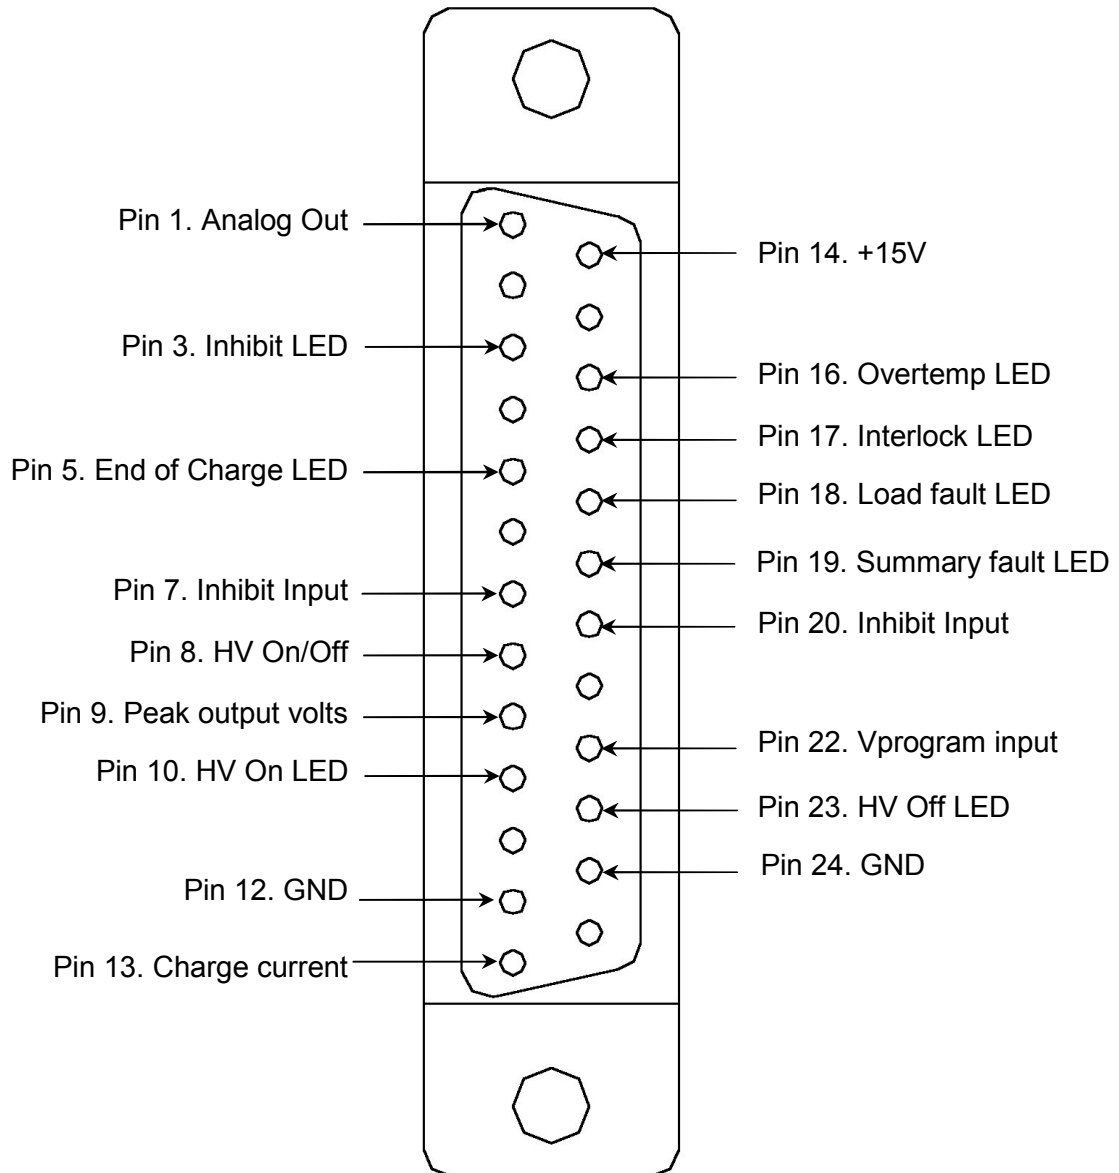 Pin 1. Analog Out
Pin 3. Inhibit LED
Pin 5. End of Charge LED
Pin 7. Inhibit Input
Pin 8. HV On/Off
Pin 9. Peak output volts
Pin 10. HV On LED
Pin 12. GND
Pin 13. Charge current
Pin 14. +15V
Pin 16. Overtemp LED
Pin 17. Interlock LED
Pin 18. Load fault LED
Pin 19. Summary fault LED
Pin 20. Inhibit Input
Pin 22. Vprogram input
Pin 23. HV Off LED
Pin 24. GND